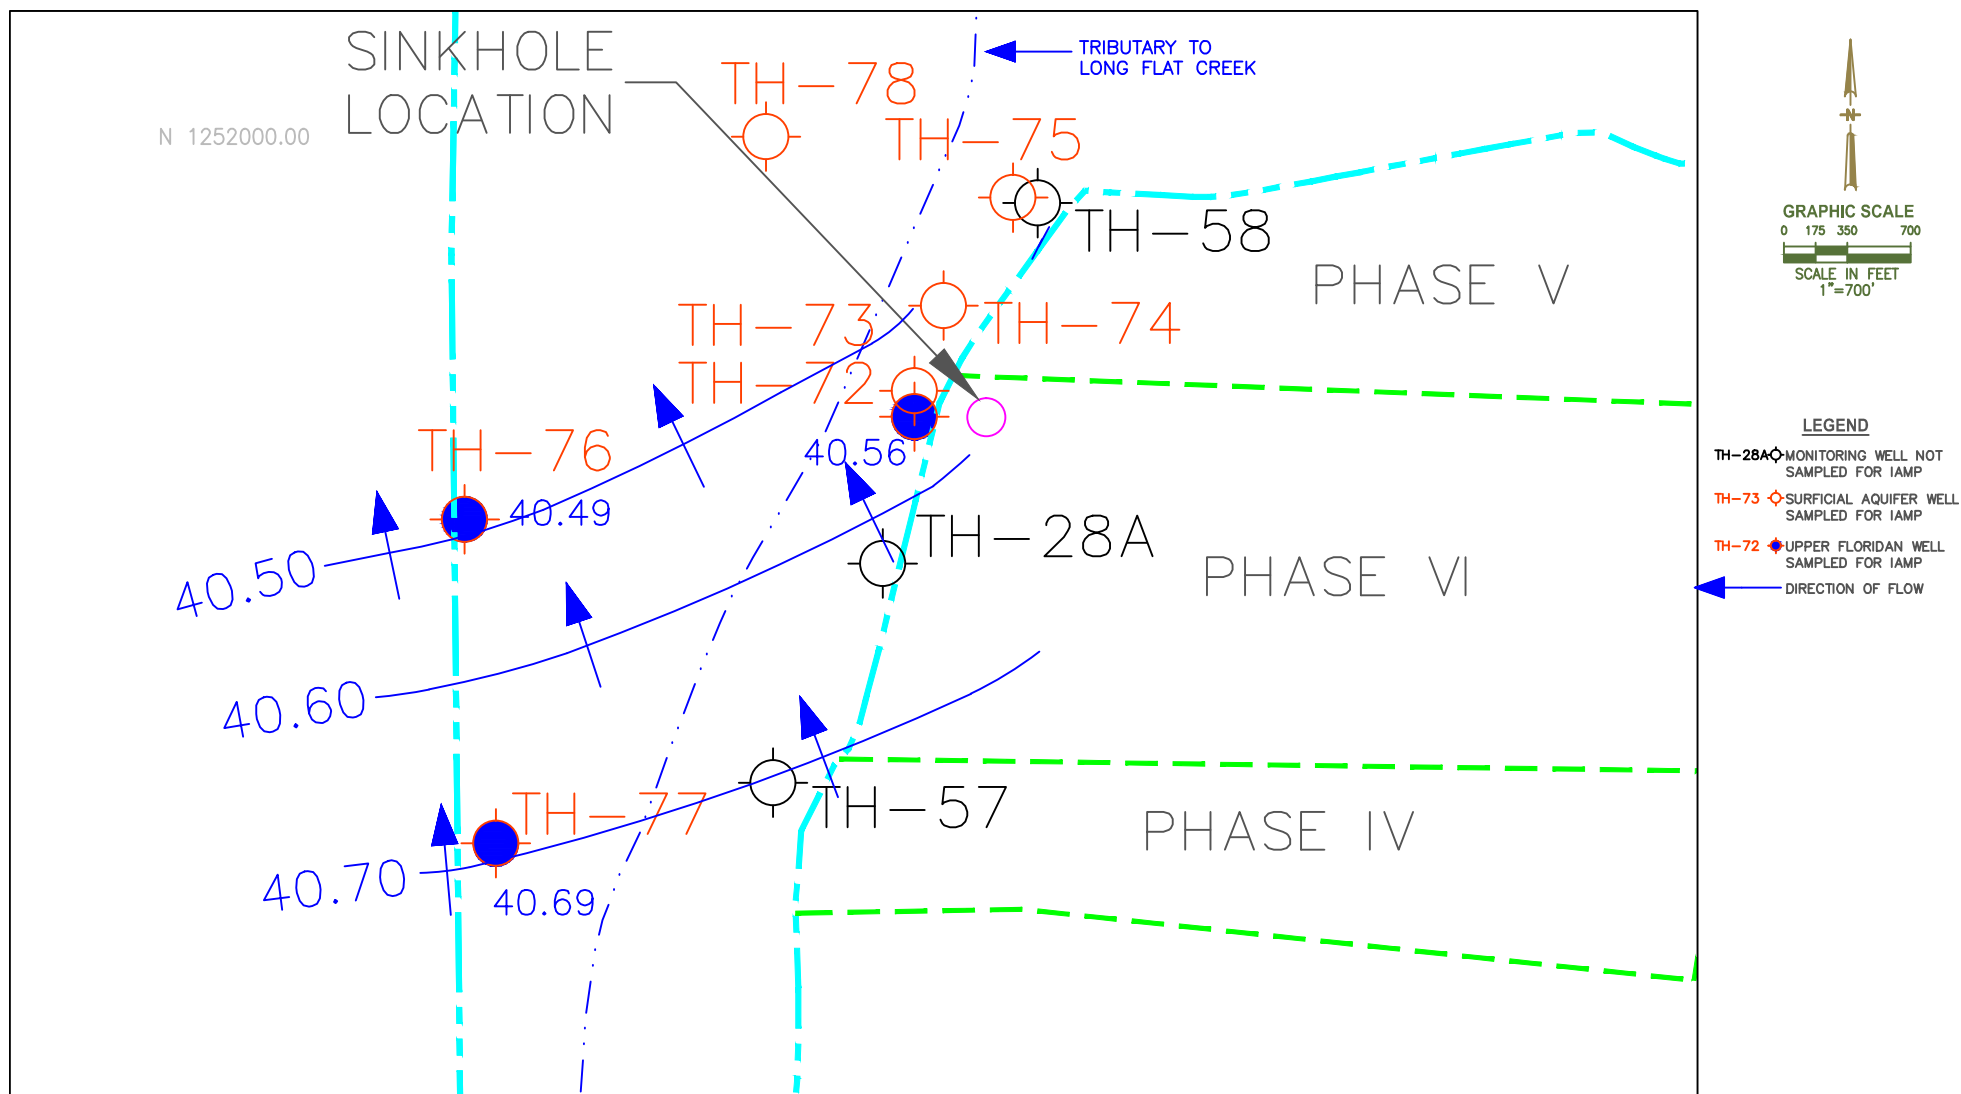 SINKHOLE
LOCATION
N 1252000.00
TH-78
TRIBUTARY TO
LONG FLAT CREEK
TH-75
TH-58
PHASE V
TH-73
TH-74
TH-72
40.56
TH-76
40.49
40.50
TH-28A
PHASE VI
40.60
TH-77
TH-57
PHASE IV
40.70
40.69
N
GRAPHIC SCALE
0 175 350 700
SCALE IN FEET
1"=700'
LEGEND
TH-28A MONITORING WELL NOT
SAMPLED FOR IAMP
TH-73 SURFICIAL AQUIFER WELL
SAMPLED FOR IAMP
TH-72 UPPER FLORIDAN WELL
SAMPLED FOR IAMP
DIRECTION OF FLOW